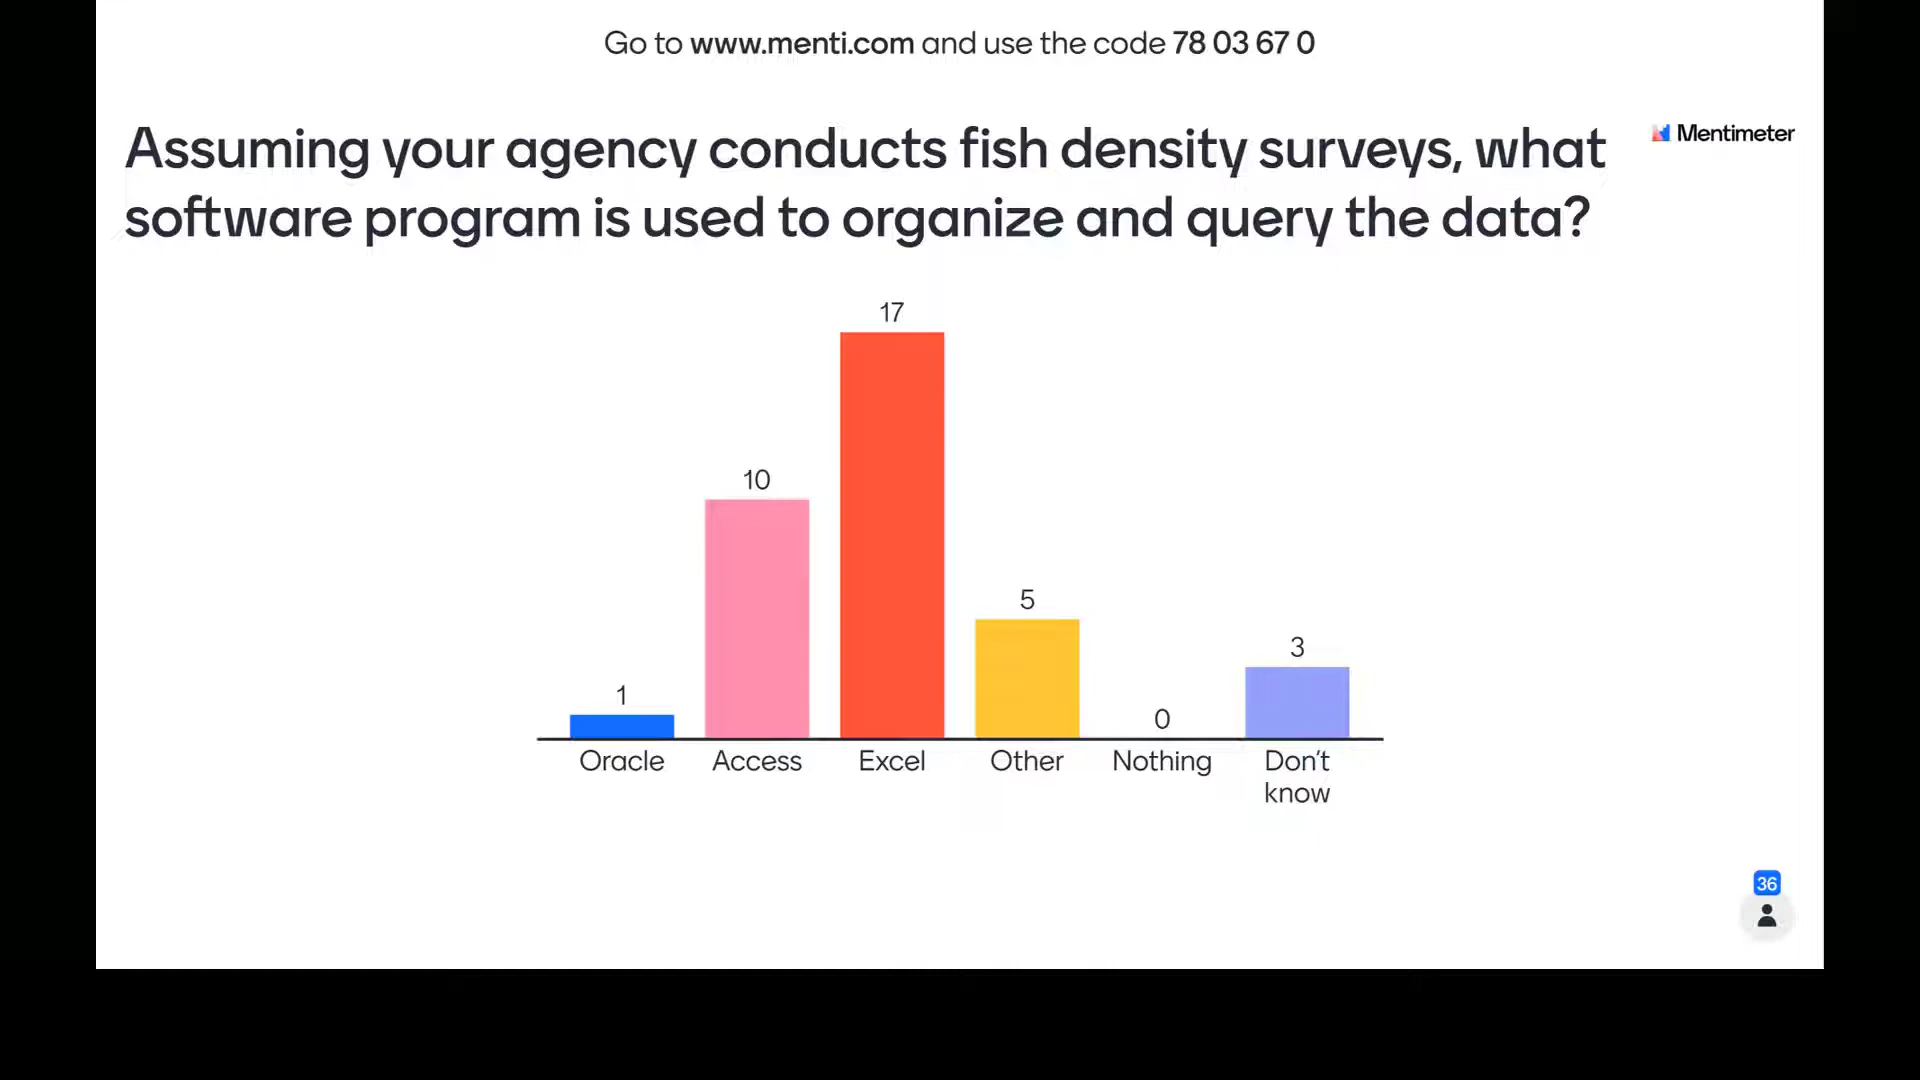 Go to www.menti.com and use the code 78 03 67 0
Assuming your agency conducts fish density surveys, what
software program is used to organize and query the data?
Mentimeter
17
10
5
3
1
0
Oracle
Access
Excel
Other
Nothing
Don't
know
36